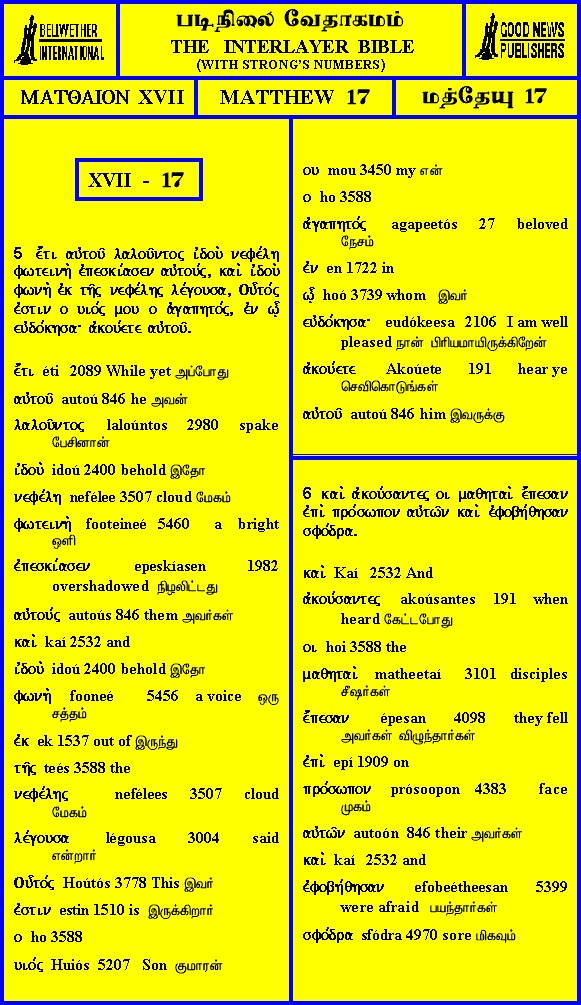 BELLWETHER
INTERNATIONAL
படிநிலை வேதாகமம்
THE INTERLAYER BIBLE
(WITH STRONG'S NUMBERS)
GOOD NEWS
PUBLISHERS
ΜΑΤΘΑΙΟΝ XVII
MATTHEW 17
மத்தேயு 17
XVII - 17
5 ἔτι αὐτοῦ λαλοῦντος ἰδοὺ νεφέλη
φωτεινὴ ἐπεσκίασεν αὐτούς, καὶ ἰδοὺ
φωνὴ ἐκ τῆς νεφέλης λέγουσα, Οὗτός
ἐστιν ο υιός μου ο ἀγαπητός, ἐν ᾧ
εὐδόκησα· ἀκούετε αὐτοῦ.
ἔτι éti 2089 While yet அப்போது
αὐτοῦ autoú 846 he அவன்
λαλοῦντος laloúntos 2980 spake
பேசினான்
ἰδοὺ idoú 2400 behold இதோ
νεφέλη nefélee 3507 cloud மேகம்
φωτεινὴ footeineé 5460 a bright
ஒளி
ἐπεσκίασεν epeskíasen 1982
overshadowed நிழலிட்டது
αὐτούς autoús 846 them அவர்கள்
καὶ kaí 2532 and
ἰδοὺ idoú 2400 behold இதோ
φωνὴ fooneé 5456 a voice ஒரு
சத்தம்
ἐκ ek 1537 out of இருந்து
τῆς teés 3588 the
νεφέλης nefélees 3507 cloud
மேகம்
λέγουσα légousa 3004 said
என்றார்
Οὗτός Hoútós 3778 This இவர்
ἐστιν estin 1510 is இருக்கிறார்
ο ho 3588
υιός Huiós 5207 Son குமாரன்
ου mou 3450 my என்
ο ho 3588
ἀγαπητός agapeetós 27 beloved
நேசம்
ἐν en 1722 in
ᾧ hoó 3739 whom இவர்
εὐδόκησα· eudókeesa 2106 I am well
pleased நான் பிரியமாயிருக்கிறேன்
ἀκούετε Akoúete 191 hear ye
செவிகொடுங்கள்
αὐτοῦ autoú 846 him இவருக்கு
6 καὶ ἀκούσαντες οι μαθηταὶ ἔπεσαν
ἐπὶ πρόσωπον αὐτῶν καὶ ἐφοβήθησαν
σφόδρα.
καὶ Kaí 2532 And
ἀκούσαντες akoúsantes 191 when
heard கேட்டபோது
οι hoi 3588 the
μαθηταὶ matheetaí 3101 disciples
சீஷர்கள்
ἔπεσαν épesan 4098 they fell
அவர்கள் விழுந்தார்கள்
ἐπὶ epí 1909 on
πρόσωπον prósoopon 4383 face
முகம்
αὐτῶν autoón 846 their அவர்கள்
καὶ kaí 2532 and
ἐφοβήθησαν efobeétheesan 5399
were afraid பயந்தார்கள்
σφόδρα sfódra 4970 sore மிகவும்